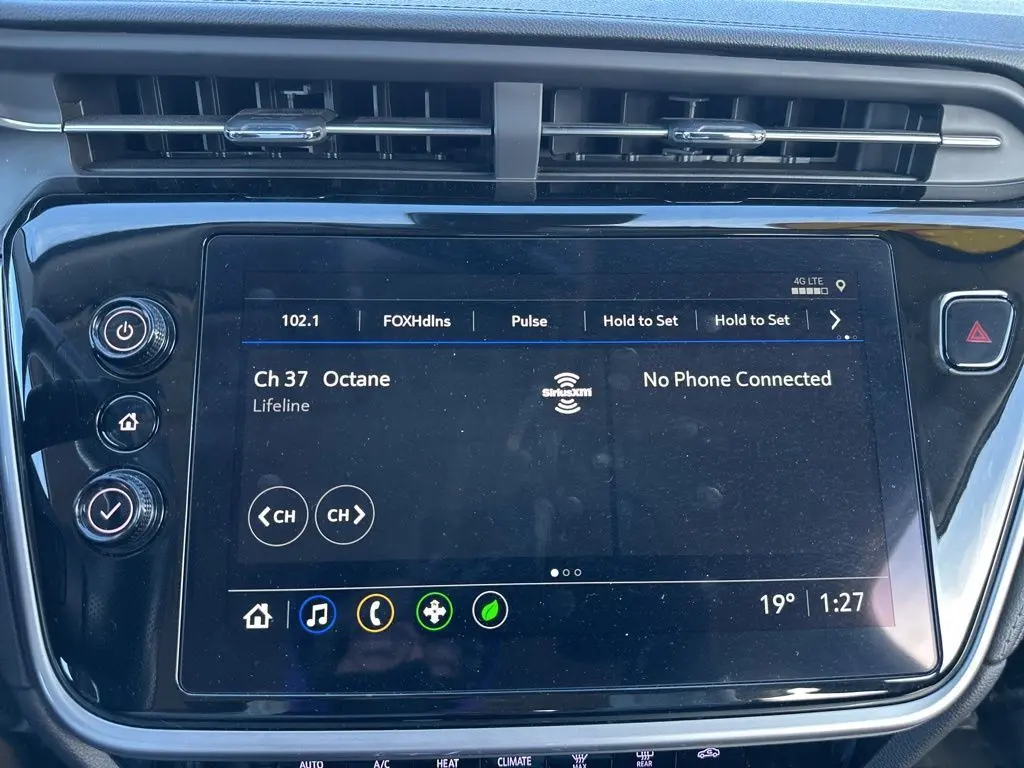 4G LTE
102.1
FOXHdlns
Pulse
Hold to Set
Hold to Set
Ch 37 Octane
Lifeline
SiriusXM
No Phone Connected
CH
CH
19° 1:27
AUTO A/C HEAT CLIMATE MAX REAR